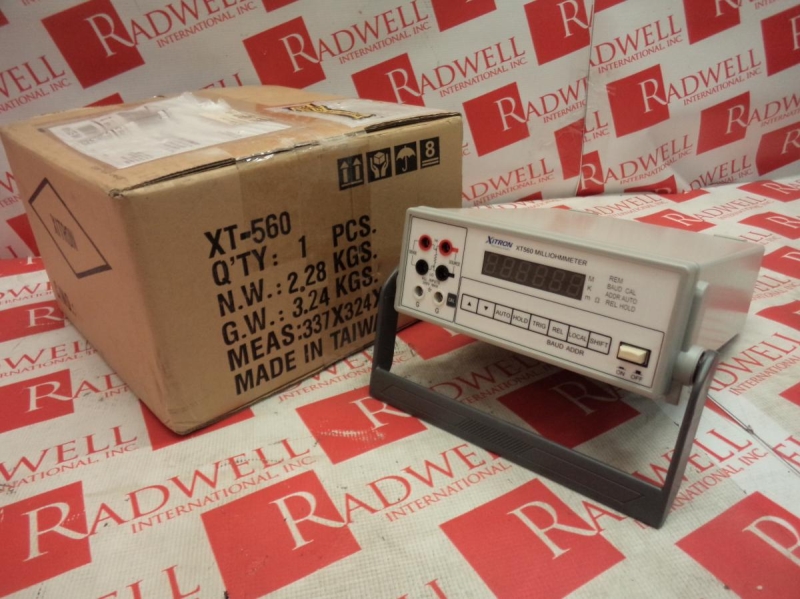 RADWELL
INTERNATIONAL, INC.
8
XT-560
Q'TY: 1 PCS.
N.W.: 2.28 KGS.
G.W.: 3.24 KGS.
MEAS:337X324X
MADE IN TAIWA
XiTRON
XT560 MILLIOHMMETER
M
K
m Ω
REM
BAUD CAL
ADDR AUTO
REL HOLD
▲ ▼ AUTO HOLD TRIG REL LOCAL SHIFT
BAUD ADDR
ON OFF